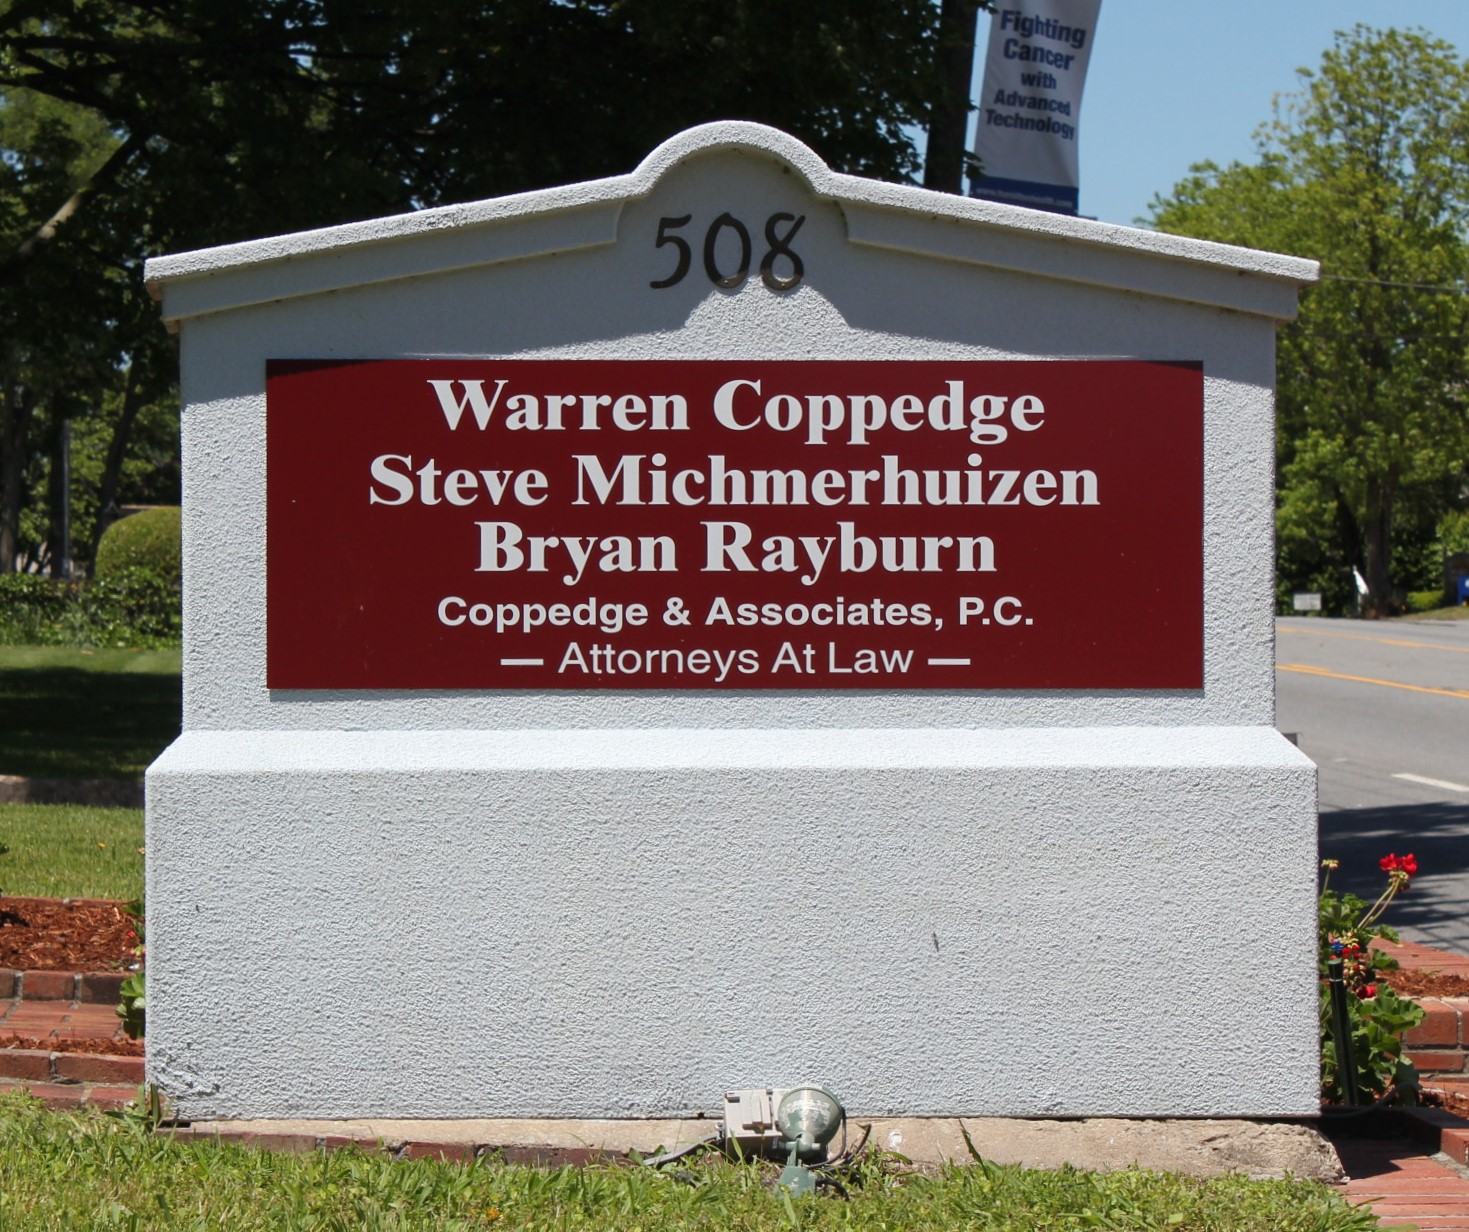 Fighting
Cancer
with
Advanced
Technology
508
Warren Coppedge
Steve Michmerhuizen
Bryan Rayburn
Coppedge & Associates, P.C.
— Attorneys At Law —